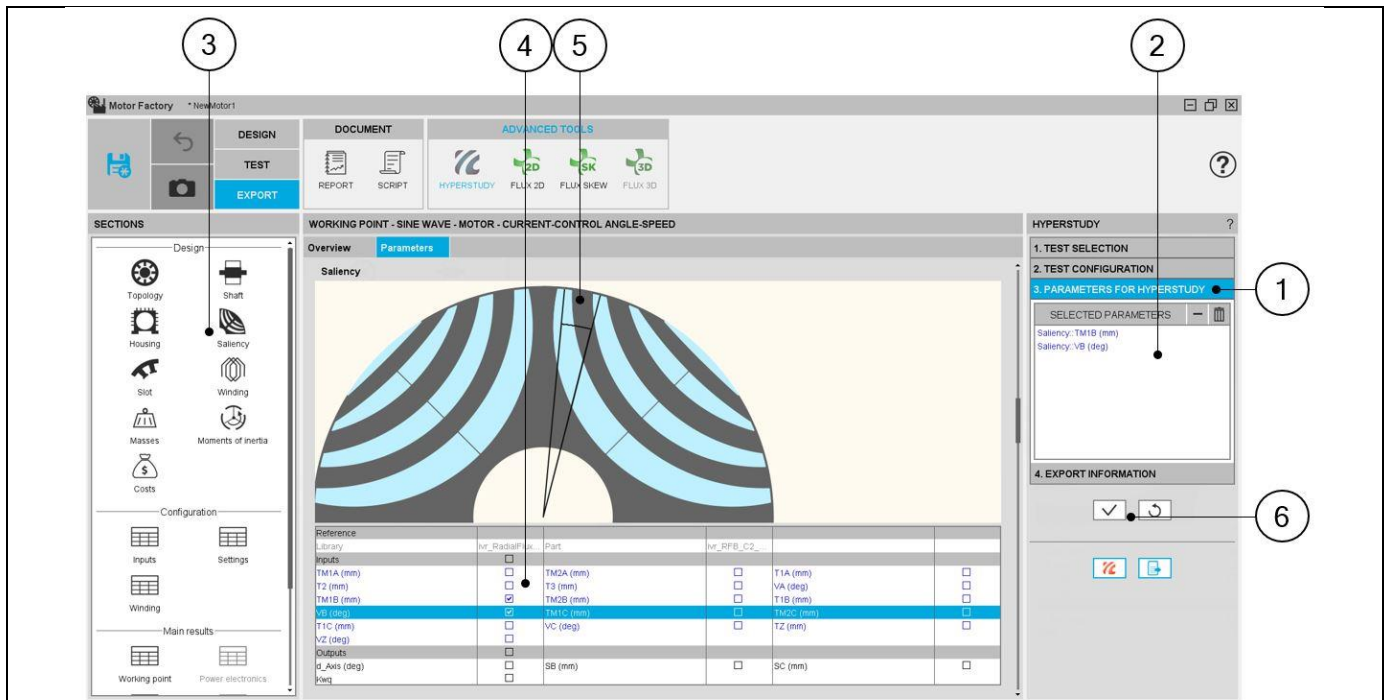 3 4 5 2
Motor Factory * NewMotor1
DESIGN DOCUMENT ADVANCED TOOLS
TEST
EXPORT
REPORT SCRIPT HYPERSTUDY FLUX 2D FLUX SKEW FLUX 3D
2D SK 3D
?
SECTIONS WORKING POINT - SINE WAVE - MOTOR - CURRENT-CONTROL ANGLE-SPEED HYPERSTUDY ?
Design Overview Parameters 1. TEST SELECTION
Saliency 2. TEST CONFIGURATION
Topology Shaft 3. PARAMETERS FOR HYPERSTUDY 1
SELECTED PARAMETERS
Housing Saliency Saliency::TM1B (mm)
Saliency::VB (deg)
Slot Winding
Masses Moments of inertia
$
Costs 4. EXPORT INFORMATION
Configuration 6
Inputs Settings
Reference
Library ivr_RadialFlux... Part ivr_RFB_C2_...
Inputs
TM1A (mm) TM2A (mm) T1A (mm)
T2 (mm) T3 (mm) VA (deg)
TM1B (mm) TM2B (mm) T1B (mm)
VB (deg) TM1C (mm) TM2C (mm)
T1C (mm) VC (deg) TZ (mm)
VZ (deg)
Outputs
d_Axis (deg) SB (mm) SC (mm)
Kwq
Winding
Main results
Working point Power electronics